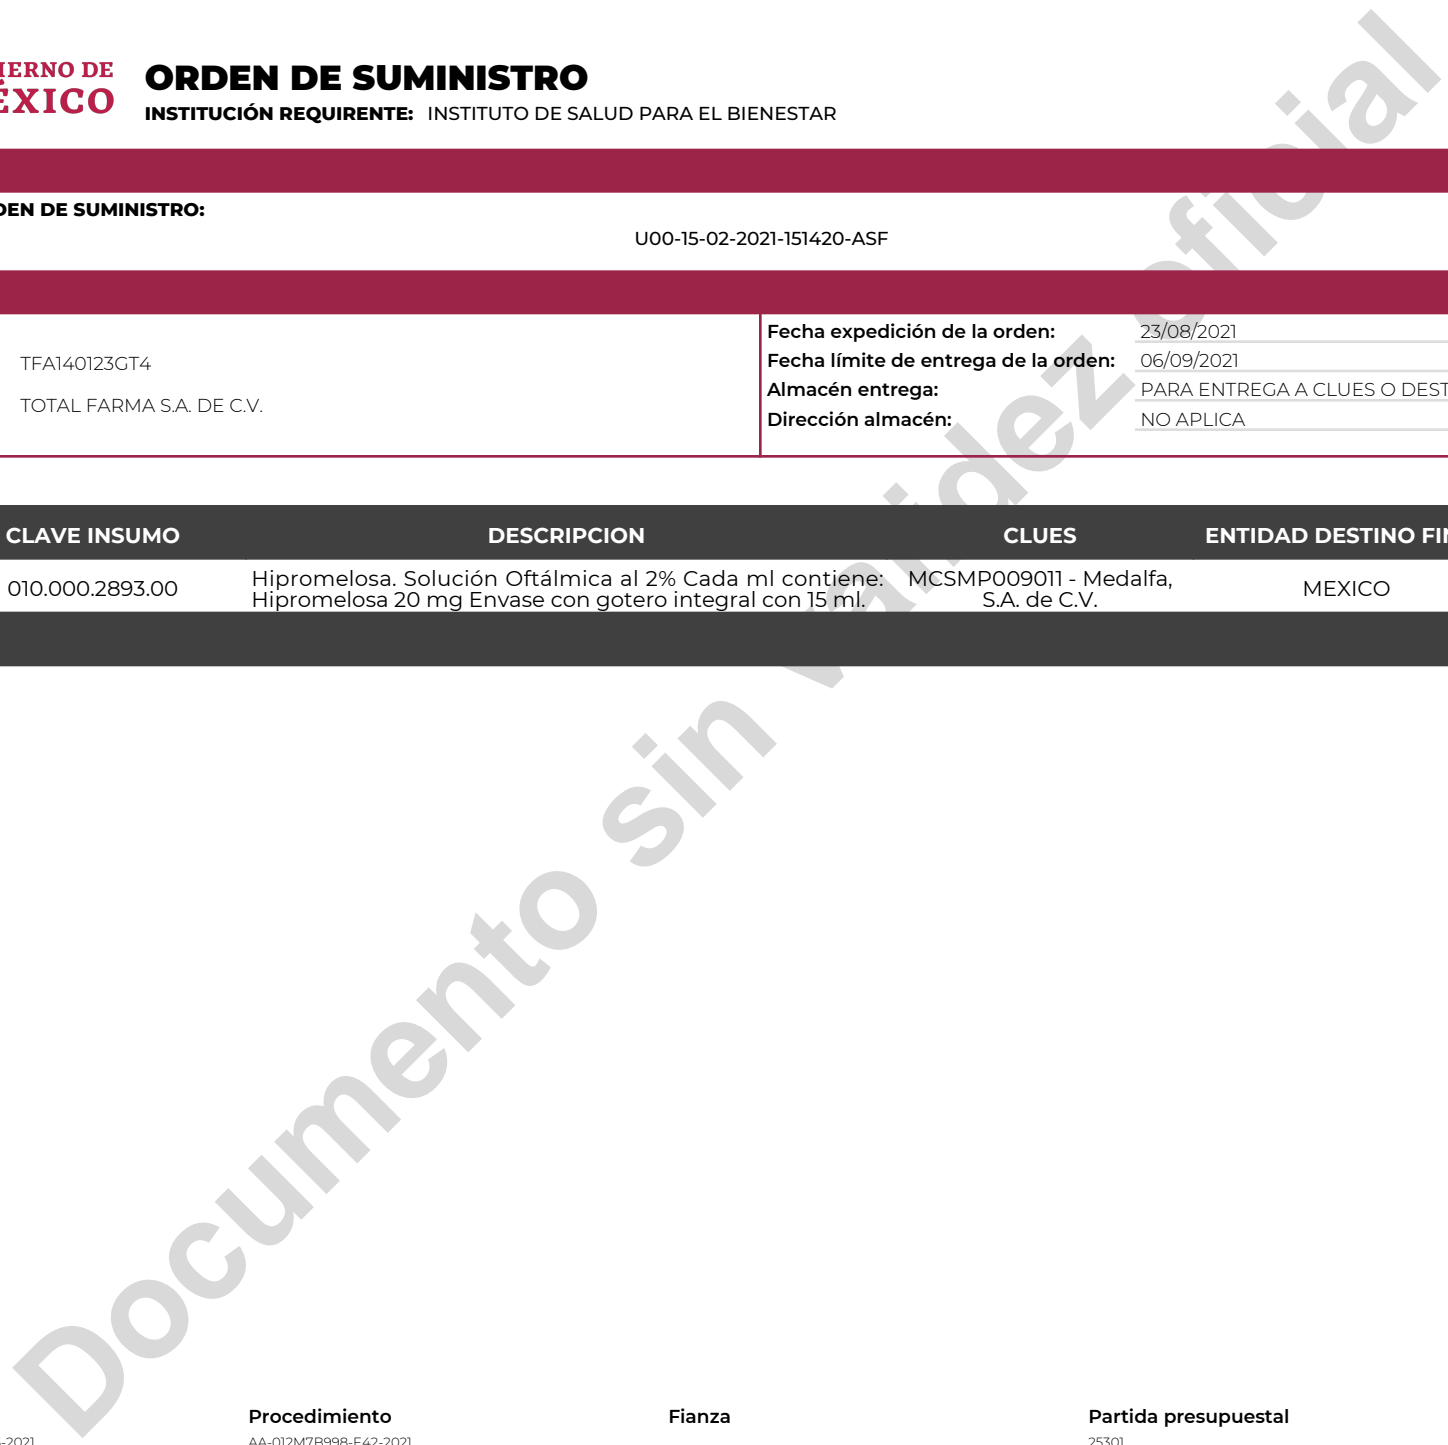 IERNO DE
ÉXICO
ORDEN DE SUMINISTRO
INSTITUCIÓN REQUIRENTE: INSTITUTO DE SALUD PARA EL BIENESTAR
DEN DE SUMINISTRO:
U00-15-02-2021-151420-ASF
TFA140123GT4
TOTAL FARMA S.A. DE C.V.
Fecha expedición de la orden: 23/08/2021
Fecha límite de entrega de la orden: 06/09/2021
Almacén entrega: PARA ENTREGA A CLUES O DEST
Dirección almacén: NO APLICA
CLAVE INSUMO DESCRIPCION CLUES ENTIDAD DESTINO FIN
010.000.2893.00 Hipromelosa. Solución Oftálmica al 2% Cada ml contiene: Hipromelosa 20 mg Envase con gotero integral con 15 ml. MCSMP009011 - Medalfa, S.A. de C.V. MEXICO
Documento sin validez oficial
Procedimiento Fianza Partida presupuestal
-2021 AA-012M7B998-E42-2021 25301